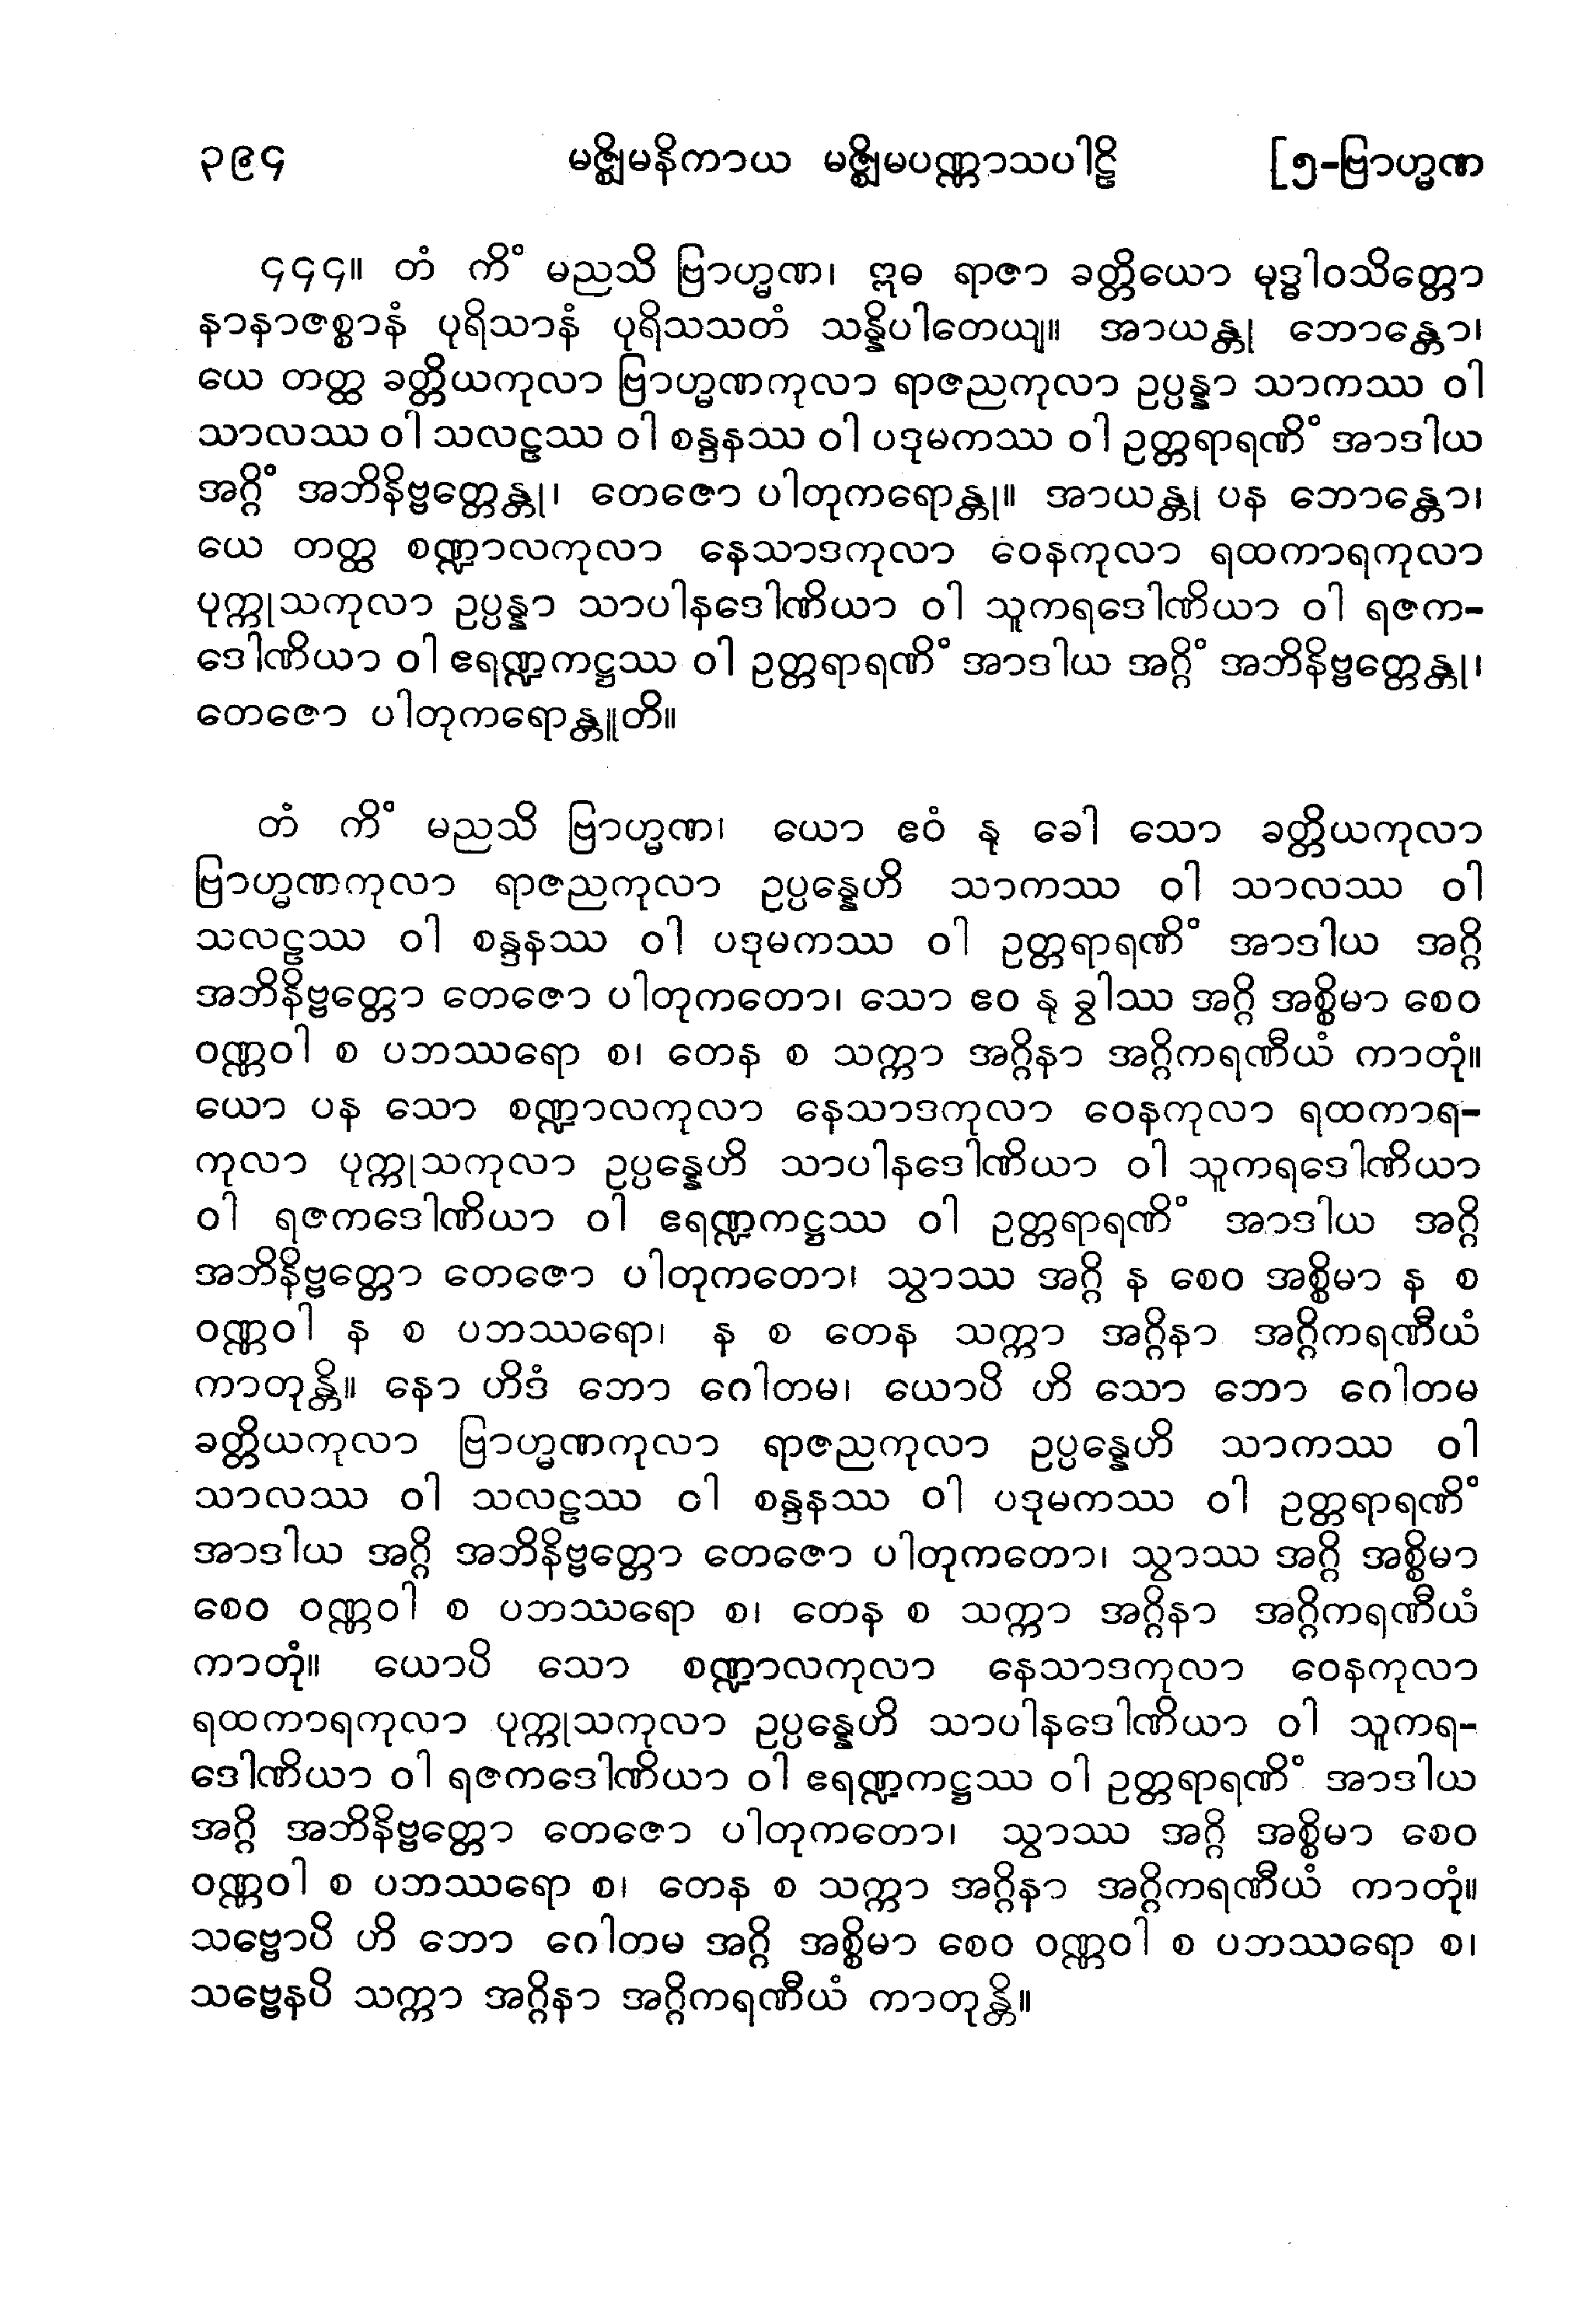 ၃၉၄ မဇ္ဈိမနိကာယ မဇ္ဈိမပဏ္ဏာသပါဠိ [၅-ဗြာဟ္မဏ
၄၄၄။ တံ ကိံ မညသိ ဗြာဟ္မဏ၊ ဣဓ ရာဇာ ခတ္တိယော မုဒ္ဓါဝသိတ္တော
နာနာဇစ္စာနံ ပုရိသာနံ ပုရိသသတံ သန္နိပါတေယျ။ အာယန္တု ဘောန္တော၊
ယေ တတ္ထ ခတ္တိယကုလာ ဗြာဟ္မဏကုလာ ရာဇညကုလာ ဥပ္ပန္နာ သာကဿ ဝါ
သာလဿ ဝါ သလဠဿ ဝါ စန္ဒနဿ ဝါ ပဒုမကဿ ဝါ ဥတ္တရာရဏိံ အာဒါယ
အဂ္ဂိံ အဘိနိဗ္ဗတ္တေန္တု၊ တေဇော ပါတုကရောန္တု။ အာယန္တု ပန ဘောန္တော၊
ယေ တတ္ထ စဏ္ဍာလကုလာ နေသာဒကုလာ ဝေနကုလာ ရထကာရကုလာ
ပုက္ကုသကုလာ ဥပ္ပန္နာ သာပါနဒေါဏိယာ ဝါ သူကရဒေါဏိယာ ဝါ ရဇက-
ဒေါဏိယာ ဝါ ဧရဏ္ဍကဋ္ဌဿ ဝါ ဥတ္တရာရဏိံ အာဒါယ အဂ္ဂိံ အဘိနိဗ္ဗတ္တေန္တု၊
တေဇော ပါတုကရောန္တူတိ။
တံ ကိံ မညသိ ဗြာဟ္မဏ၊ ယော ဧဝံ နု ခေါ သော ခတ္တိယကုလာ
ဗြာဟ္မဏကုလာ ရာဇညကုလာ ဥပ္ပန္နေဟိ သာကဿ ဝါ သာလဿ ဝါ
သလဠဿ ဝါ စန္ဒနဿ ဝါ ပဒုမကဿ ဝါ ဥတ္တရာရဏိံ အာဒါယ အဂ္ဂိ
အဘိနိဗ္ဗတ္တော တေဇော ပါတုကတော၊ သော ဧဝ နု ခွါဿ အဂ္ဂိ အစ္စိမာ စေဝ
ဝဏ္ဏဝါ စ ပဘဿရော စ၊ တေန စ သက္ကာ အဂ္ဂိနာ အဂ္ဂိကရဏီယံ ကာတုံ။
ယော ပန သော စဏ္ဍာလကုလာ နေသာဒကုလာ ဝေနကုလာ ရထကာရ-
ကုလာ ပုက္ကုသကုလာ ဥပ္ပန္နေဟိ သာပါနဒေါဏိယာ ဝါ သူကရဒေါဏိယာ
ဝါ ရဇကဒေါဏိယာ ဝါ ဧရဏ္ဍကဋ္ဌဿ ဝါ ဥတ္တရာရဏိံ အာဒါယ အဂ္ဂိ
အဘိနိဗ္ဗတ္တော တေဇော ပါတုကတော၊ သွာဿ အဂ္ဂိ န စေဝ အစ္စိမာ န စ
ဝဏ္ဏဝါ န စ ပဘဿရော၊ န စ တေန သက္ကာ အဂ္ဂိနာ အဂ္ဂိကရဏီယံ
ကာတုန္တိ။ နော ဟိဒံ ဘော ဂေါတမ၊ ယောပိ ဟိ သော ဘော ဂေါတမ
ခတ္တိယကုလာ ဗြာဟ္မဏကုလာ ရာဇညကုလာ ဥပ္ပန္နေဟိ သာကဿ ဝါ
သာလဿ ဝါ သလဠဿ ဝါ စန္ဒနဿ ဝါ ပဒုမကဿ ဝါ ဥတ္တရာရဏိံ
အာဒါယ အဂ္ဂိ အဘိနိဗ္ဗတ္တော တေဇော ပါတုကတော၊ သွာဿ အဂ္ဂိ အစ္စိမာ
စေဝ ဝဏ္ဏဝါ စ ပဘဿရော စ၊ တေန စ သက္ကာ အဂ္ဂိနာ အဂ္ဂိကရဏီယံ
ကာတုံ။ ယောပိ သော စဏ္ဍာလကုလာ နေသာဒကုလာ ဝေနကုလာ
ရထကာရကုလာ ပုက္ကုသကုလာ ဥပ္ပန္နေဟိ သာပါနဒေါဏိယာ ဝါ သူကရ-
ဒေါဏိယာ ဝါ ရဇကဒေါဏိယာ ဝါ ဧရဏ္ဍကဋ္ဌဿ ဝါ ဥတ္တရာရဏိံ အာဒါယ
အဂ္ဂိ အဘိနိဗ္ဗတ္တော တေဇော ပါတုကတော၊ သွာဿ အဂ္ဂိ အစ္စိမာ စေဝ
ဝဏ္ဏဝါ စ ပဘဿရော စ၊ တေန စ သက္ကာ အဂ္ဂိနာ အဂ္ဂိကရဏီယံ ကာတုံ။
သဗ္ဗောပိ ဟိ ဘော ဂေါတမ အဂ္ဂိ အစ္စိမာ စေဝ ဝဏ္ဏဝါ စ ပဘဿရော စ၊
သဗ္ဗေနပိ သက္ကာ အဂ္ဂိနာ အဂ္ဂိကရဏီယံ ကာတုန္တိ။